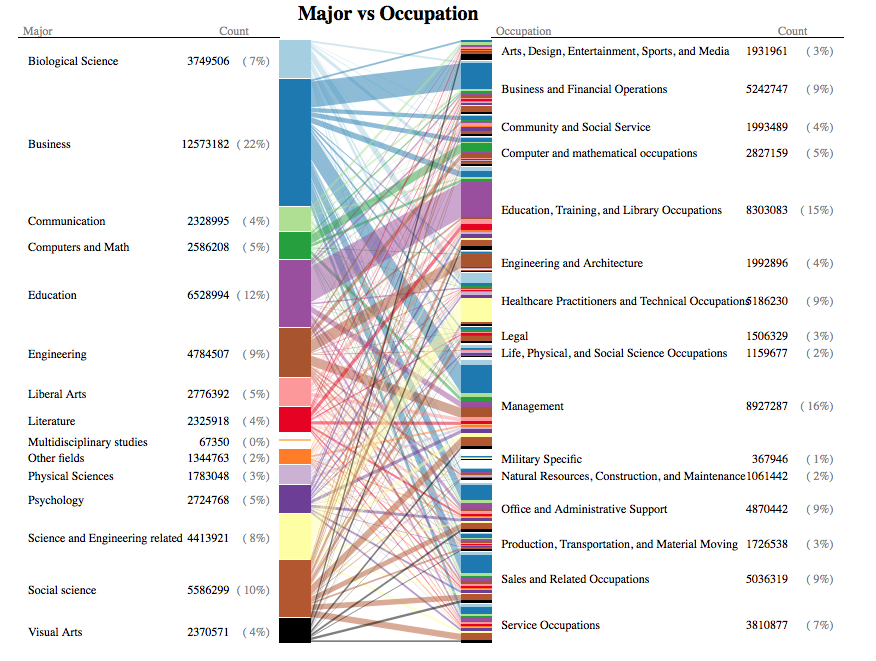 Major vs Occupation
Major Count
Biological Science 3749506 ( 7%)
Business 12573182 ( 22%)
Communication 2328995 ( 4%)
Computers and Math 2586208 ( 5%)
Education 6528994 ( 12%)
Engineering 4784507 ( 9%)
Liberal Arts 2776392 ( 5%)
Literature 2325918 ( 4%)
Multidisciplinary studies 67350 ( 0%)
Other fields 1344763 ( 2%)
Physical Sciences 1783048 ( 3%)
Psychology 2724768 ( 5%)
Science and Engineering related 4413921 ( 8%)
Social science 5586299 ( 10%)
Visual Arts 2370571 ( 4%)
Occupation Count
Arts, Design, Entertainment, Sports, and Media 1931961 ( 3%)
Business and Financial Operations 5242747 ( 9%)
Community and Social Service 1993489 ( 4%)
Computer and mathematical occupations 2827159 ( 5%)
Education, Training, and Library Occupations 8303083 ( 15%)
Engineering and Architecture 1992896 ( 4%)
Healthcare Practitioners and Technical Occupations 5186230 ( 9%)
Legal 1506329 ( 3%)
Life, Physical, and Social Science Occupations 1159677 ( 2%)
Management 8927287 ( 16%)
Military Specific 367946 ( 1%)
Natural Resources, Construction, and Maintenance 1061442 ( 2%)
Office and Administrative Support 4870442 ( 9%)
Production, Transportation, and Material Moving 1726538 ( 3%)
Sales and Related Occupations 5036319 ( 9%)
Service Occupations 3810877 ( 7%)